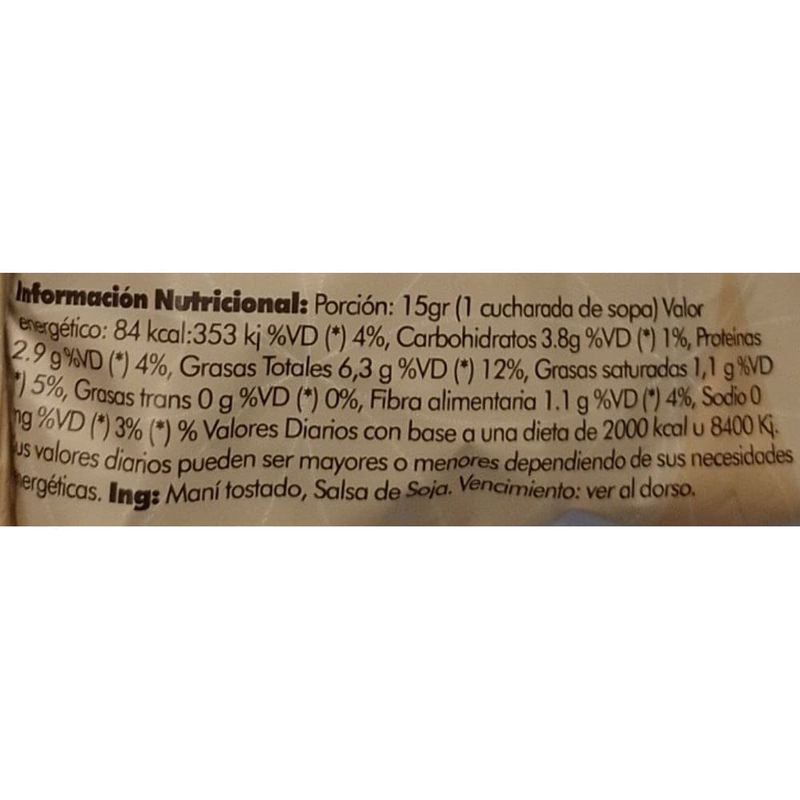 Información Nutricional: Porción: 15gr (1 cucharada de sopa) Valor
energético: 84 kcal:353 kj %VD (*) 4%, Carbohidratos 3.8g %VD (*) 1%, Proteínas
2.9 g%VD (*) 4%, Grasas Totales 6,3 g %VD (*) 12%, Grasas saturadas 1,1 g %VD
*) 5%, Grasas trans 0 g %VD (*) 0%, Fibra alimentaria 1.1 g %VD (*) 4%, Sodio 0
mg %VD (*) 3% (*) % Valores Diarios con base a una dieta de 2000 kcal u 8400 Kj.
us valores diarios pueden ser mayores o menores dependiendo de sus necesidades
energéticas. Ing: Maní tostado, Salsa de Soja. Vencimiento: ver al dorso.